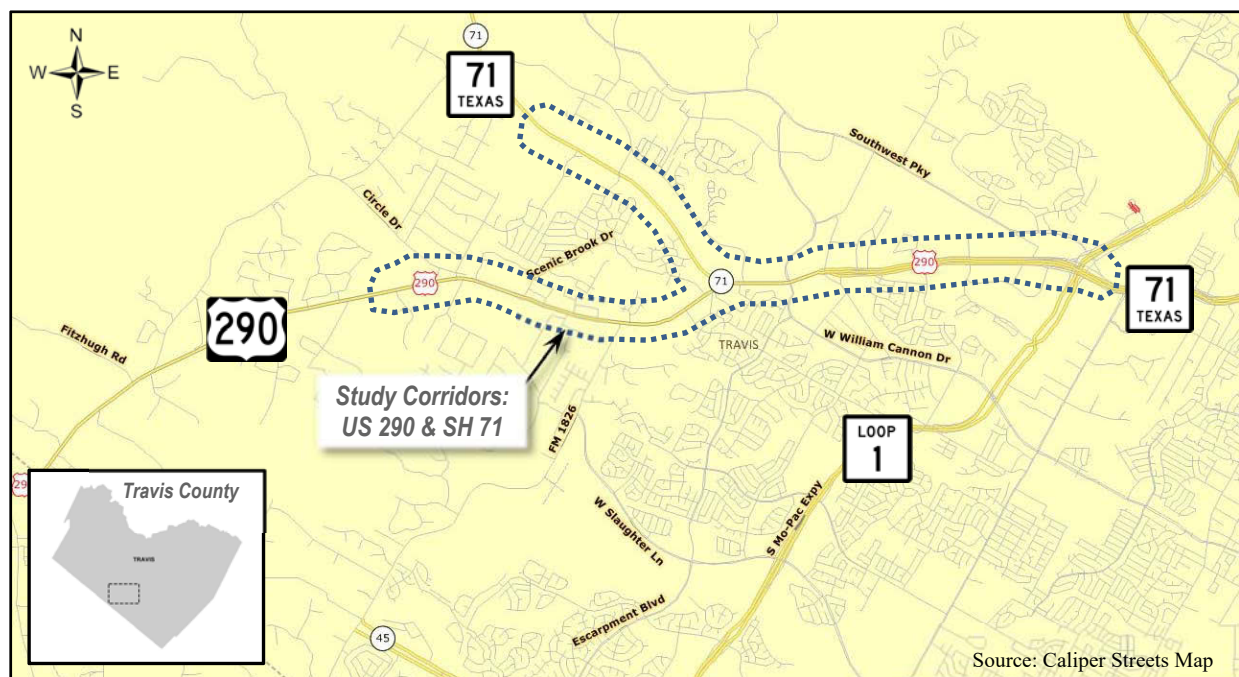 N
W
E
S
71
71
TEXAS
Southwest Pky
Circle Dr
Scenic Brook Dr
290
290
71
71
TEXAS
290
Fitzhugh Rd
TRAVIS
W William Cannon Dr
Study Corridors:
US 290 & SH 71
FM 1826
LOOP
1
29
Travis County
TRAVIS
W Slaughter Ln
S Mo-Pac Expy
Escarpment Blvd
45
Source: Caliper Streets Map